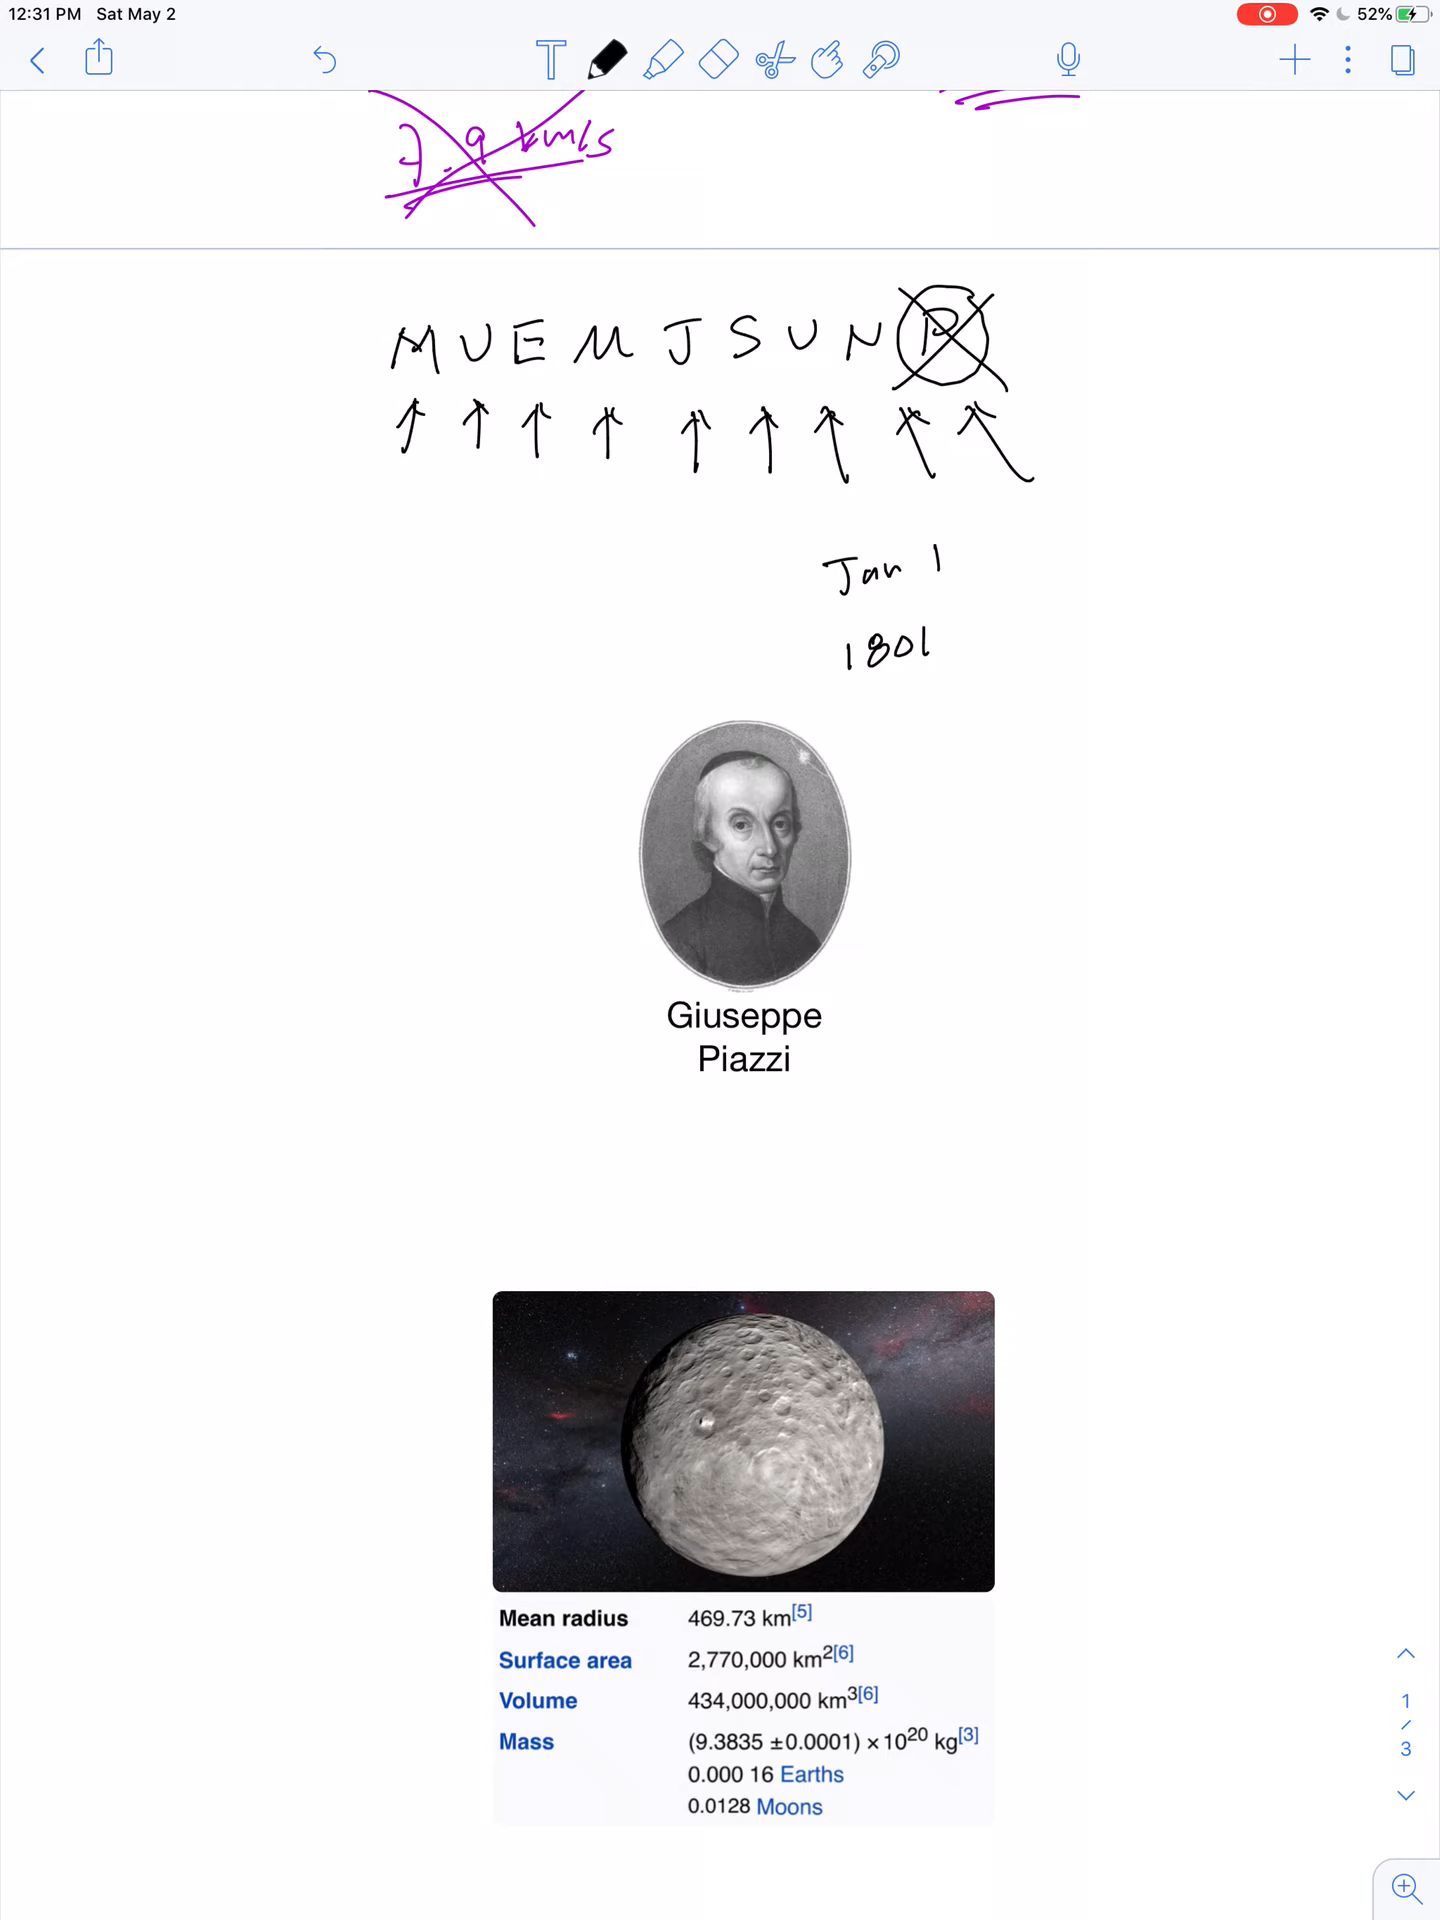 12:31 PM Sat May 2
52%
T
7.9 km/s
M V E M J S U N P
Jan 1
1801
Giuseppe
Piazzi
Mean radius 469.73 km[5]
Surface area 2,770,000 km2[6]
Volume 434,000,000 km3[6]
Mass (9.3835 ±0.0001) ×1020 kg[3]
0.000 16 Earths
0.0128 Moons
1
/
3